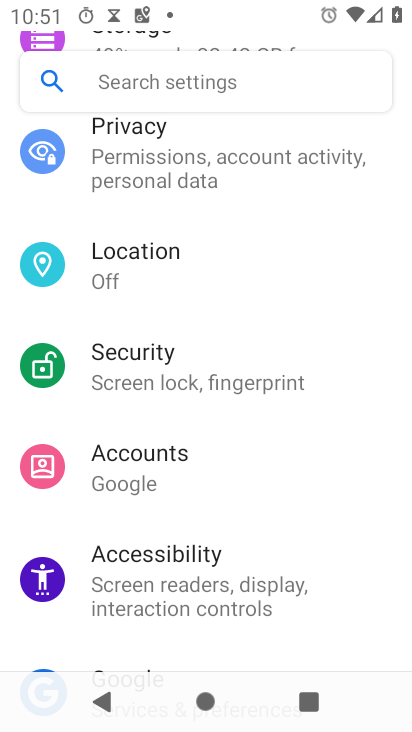 10:51
Search settings
Privacy
Permissions, account activity,
personal data
Location
Off
Security
Screen lock, fingerprint
Accounts
Google
Accessibility
Screen readers, display,
interaction controls
Google
Services & preferences